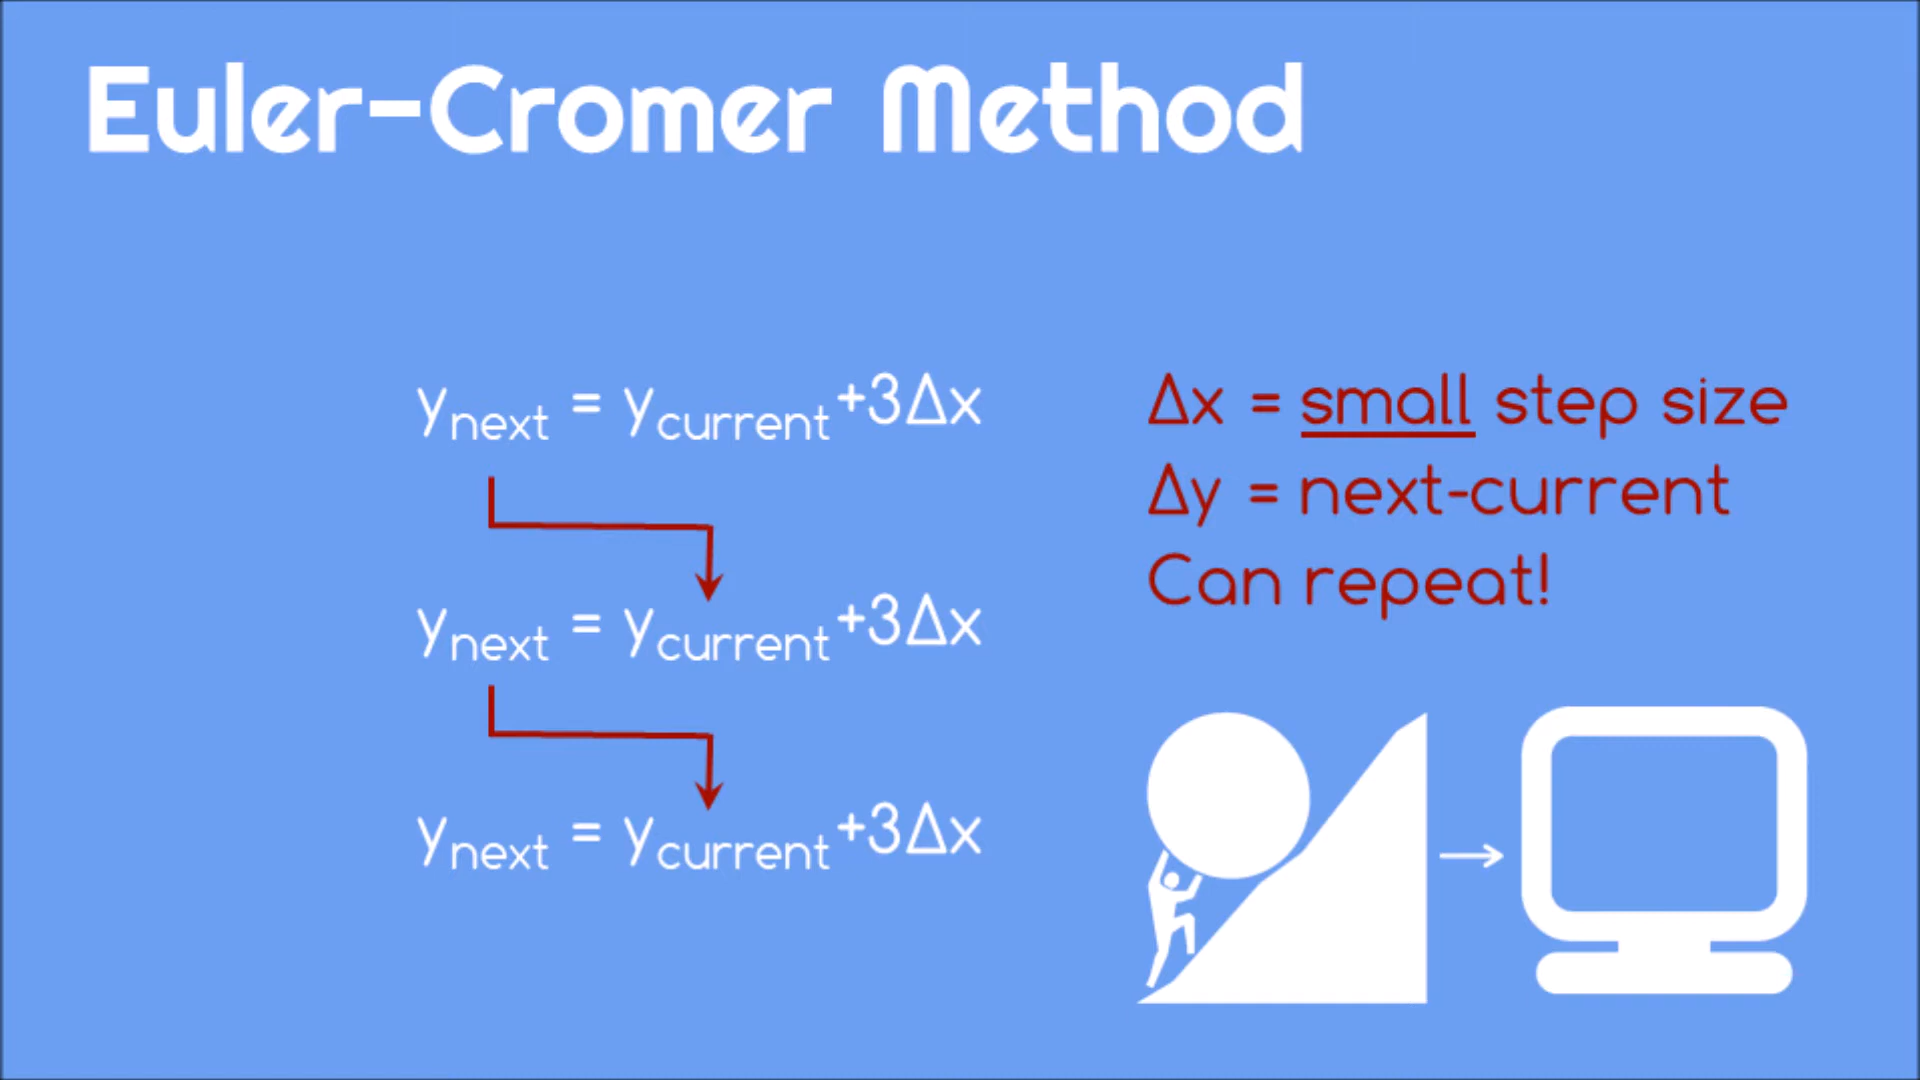 Euler-Cromer Method
y_next = y_current+3Δx
y_next = y_current+3Δx
y_next = y_current+3Δx
Δx = small step size
Δy = next-current
Can repeat!